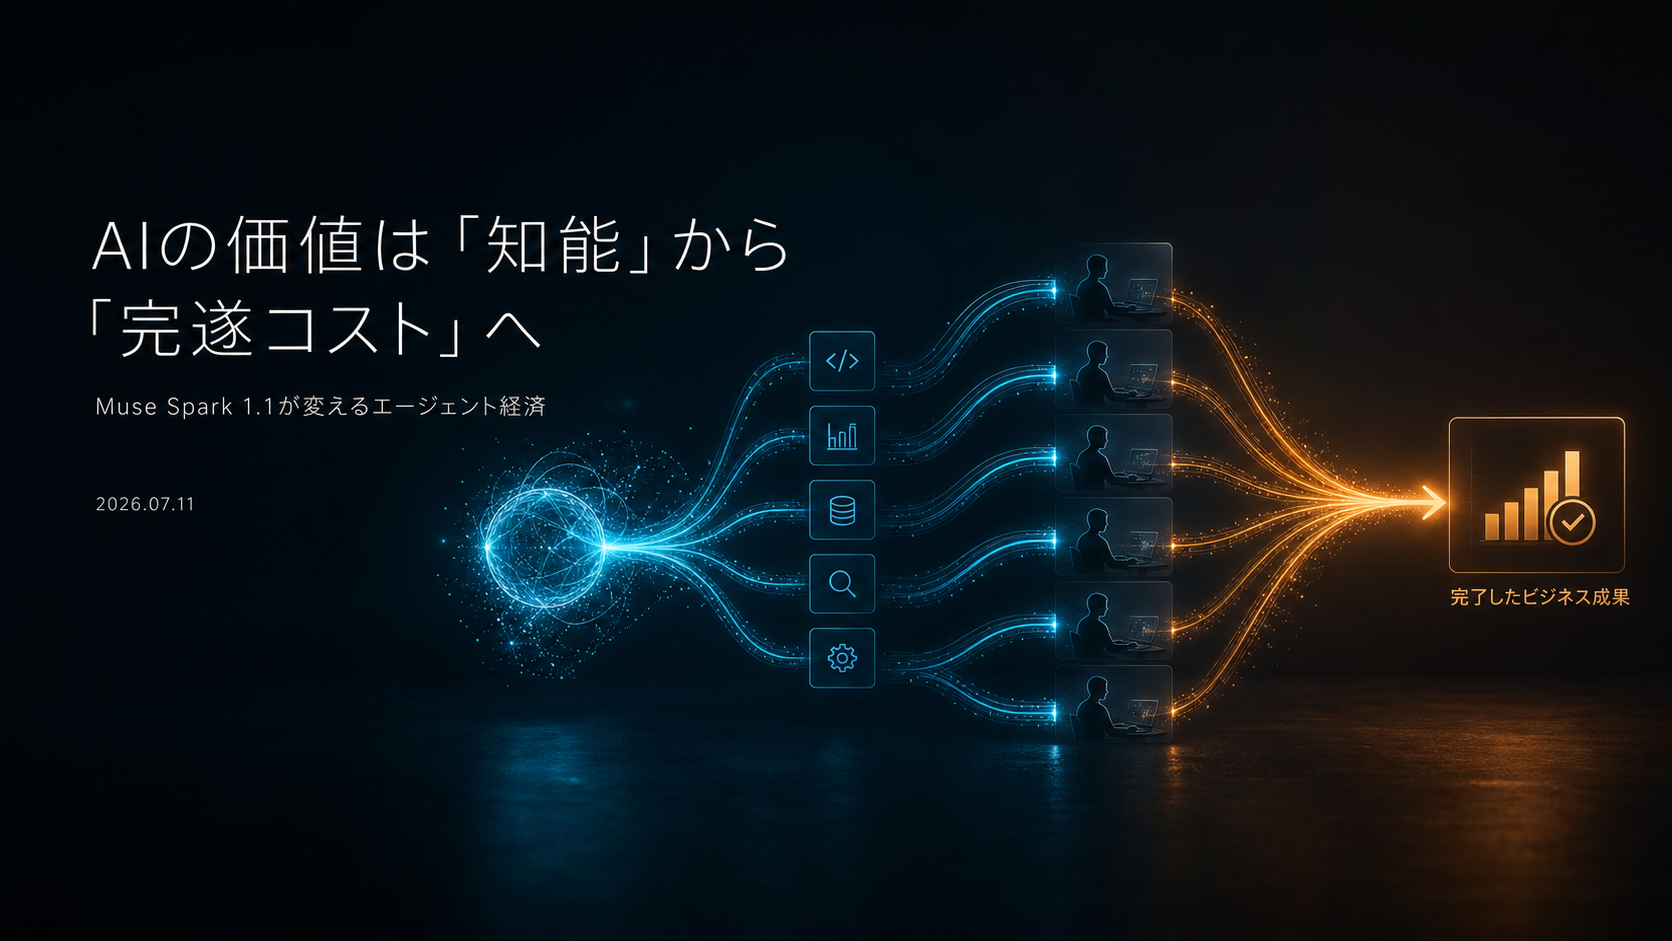 AIの価値は「知能」から
「完遂コスト」へ
Muse Spark 1.1が変えるエージェント経済
2026.07.11
</>
完了したビジネス成果